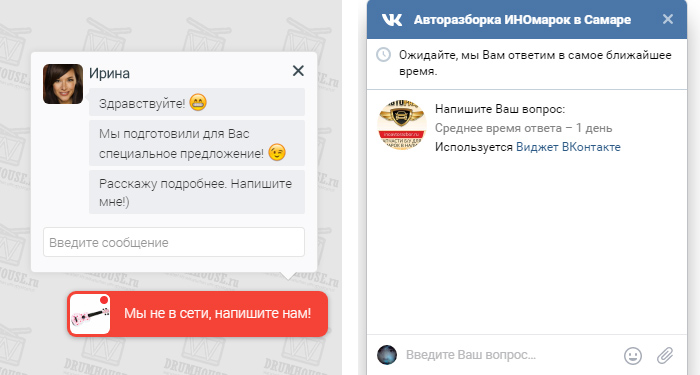 Ирина
Здравствуйте!
Мы подготовили для Вас
специальное предложение!
Расскажу подробнее. Напишите
мне!)
Введите сообщение
Мы не в сети, напишите нам!
DRUMHOUSE.ru
Авторазборка ИНОмарок в Самаре
Ожидайте, мы Вам ответим в самое ближайшее
время.
Напишите Ваш вопрос:
Среднее время ответа – 1 день
Используется Виджет ВКонтакте
Введите Ваш вопрос...